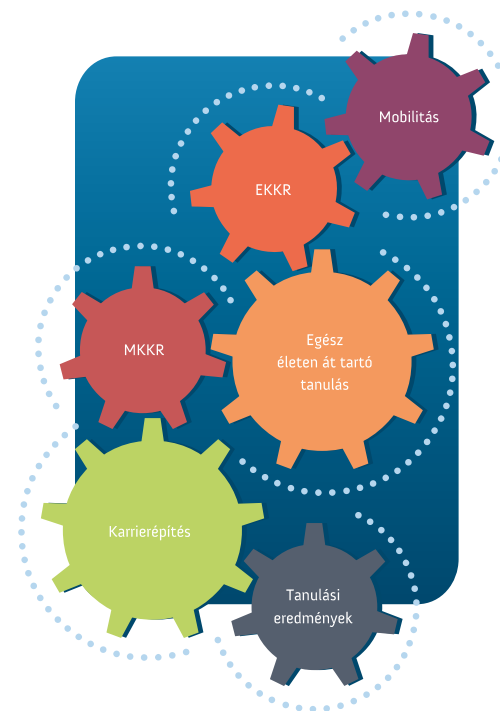 Mobilitás
EKKR
Egész
életen át tartó
tanulás
MKKR
Karrierépítés
Tanulási
eredmények